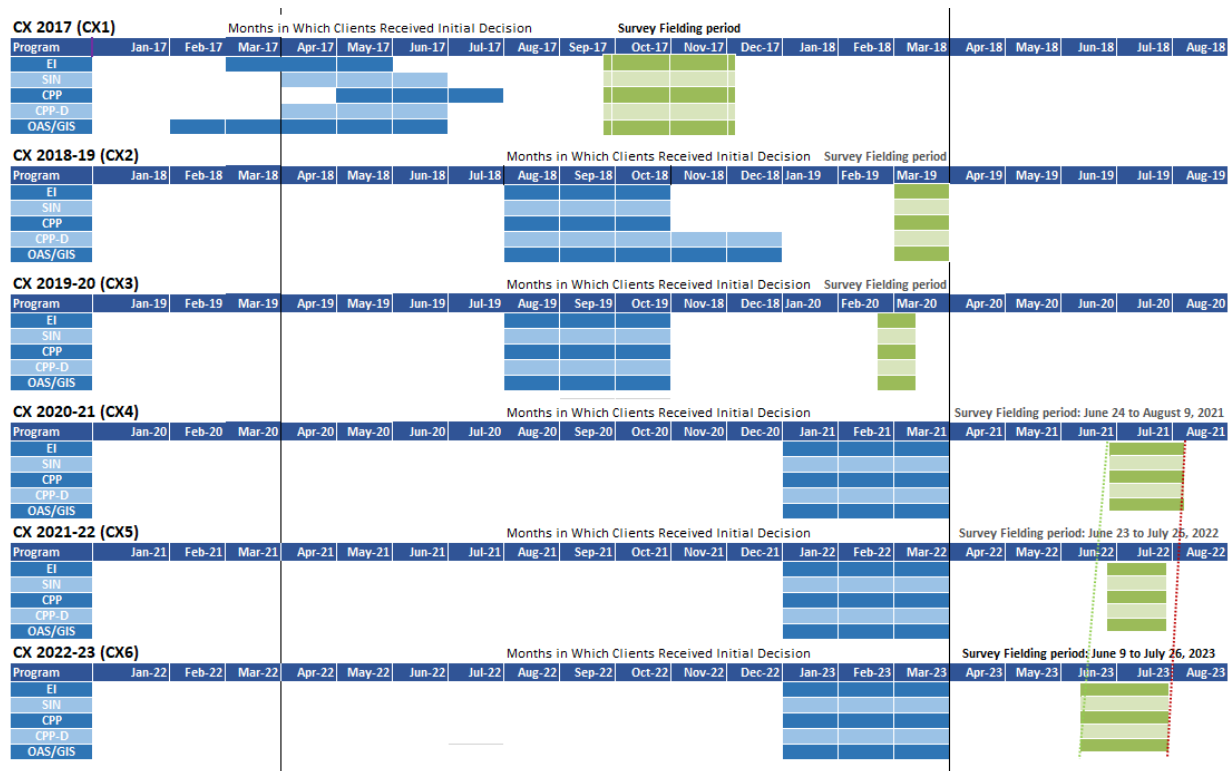 CX 2017 (CX1) Months in Which Clients Received Initial Decision Survey Fielding period
Program Jan-17 Feb-17 Mar-17 Apr-17 May-17 Jun-17 Jul-17 Aug-17 Sep-17 Oct-17 Nov-17 Dec-17 Jan-18 Feb-18 Mar-18 Apr-18 May-18 Jun-18 Jul-18 Aug-18
EI
SIN
CPP
CPP-D
OAS/GIS
CX 2018-19 (CX2) Months in Which Clients Received Initial Decision Survey Fielding period
Program Jan-18 Feb-18 Mar-18 Apr-18 May-18 Jun-18 Jul-18 Aug-18 Sep-18 Oct-18 Nov-18 Dec-18 Jan-19 Feb-19 Mar-19 Apr-19 May-19 Jun-19 Jul-19 Aug-19
EI
SIN
CPP
CPP-D
OAS/GIS
CX 2019-20 (CX3) Months in Which Clients Received Initial Decision Survey Fielding period
Program Jan-19 Feb-19 Mar-19 Apr-19 May-19 Jun-19 Jul-19 Aug-19 Sep-19 Oct-19 Nov-18 Dec-18 Jan-20 Feb-20 Mar-20 Apr-20 May-20 Jun-20 Jul-20 Aug-20
EI
SIN
CPP
CPP-D
OAS/GIS
CX 2020-21 (CX4) Months in Which Clients Received Initial Decision Survey Fielding period: June 24 to August 9, 2021
Program Jan-20 Feb-20 Mar-20 Apr-20 May-20 Jun-20 Jul-20 Aug-20 Sep-20 Oct-20 Nov-20 Dec-20 Jan-21 Feb-21 Mar-21 Apr-21 May-21 Jun-21 Jul-21 Aug-21
EI
SIN
CPP
CPP-D
OAS/GIS
CX 2021-22 (CX5) Months in Which Clients Received Initial Decision Survey Fielding period: June 23 to July 25, 2022
Program Jan-21 Feb-21 Mar-21 Apr-21 May-21 Jun-21 Jul-21 Aug-21 Sep-21 Oct-21 Nov-21 Dec-21 Jan-22 Feb-22 Mar-22 Apr-22 May-22 Jun-22 Jul-22 Aug-22
EI
SIN
CPP
CPP-D
OAS/GIS
CX 2022-23 (CX6) Months in Which Clients Received Initial Decision Survey Fielding period: June 9 to July 26, 2023
Program Jan-22 Feb-22 Mar-22 Apr-22 May-22 Jun-22 Jul-22 Aug-22 Sep-22 Oct-22 Nov-22 Dec-22 Jan-23 Feb-23 Mar-23 Apr-23 May-23 Jun-23 Jul-23 Aug-23
EI
SIN
CPP
CPP-D
OAS/GIS